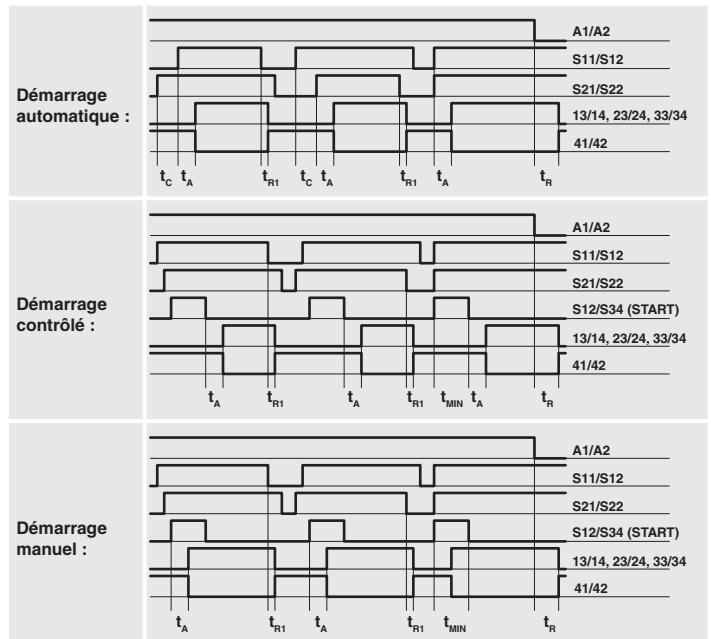 Démarrage
automatique :
A1/A2
S11/S12
S21/S22
13/14, 23/24, 33/34
41/42
tC tA tR1 tC tA tR1 tA tR
Démarrage
contrôlé :
A1/A2
S11/S12
S21/S22
S12/S34 (START)
13/14, 23/24, 33/34
41/42
tA tR1 tA tR1 tMIN tA tR
Démarrage
manuel :
A1/A2
S11/S12
S21/S22
S12/S34 (START)
13/14, 23/24, 33/34
41/42
tA tR1 tA tR1 tMIN tR